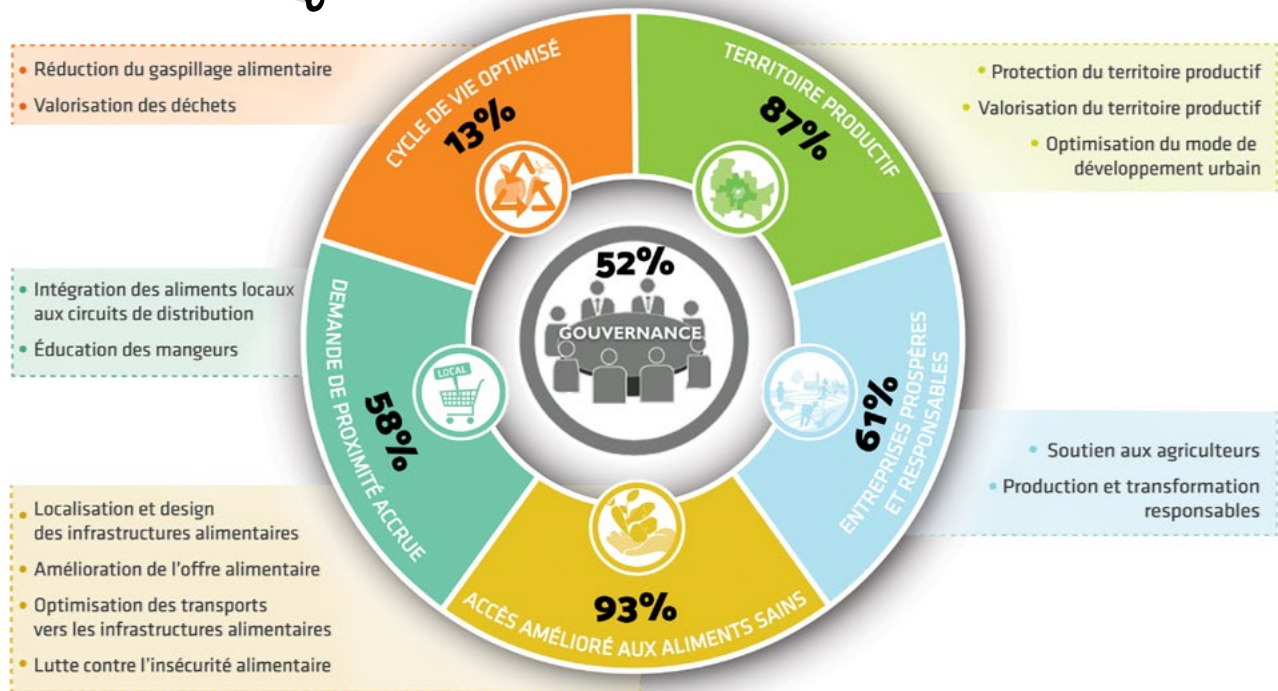 CYCLE DE VIE OPTIMISÉ
13%
• Réduction du gaspillage alimentaire
• Valorisation des déchets
TERRITOIRE PRODUCTIF
87%
• Protection du territoire productif
• Valorisation du territoire productif
• Optimisation du mode de
développement urbain
52%
GOUVERNANCE
DEMANDE DE PROXIMITÉ ACCRUE
58%
LOCAL
• Intégration des aliments locaux
aux circuits de distribution
• Éducation des mangeurs
ENTREPRISES PROSPÈRES
ET RESPONSABLES
61%
• Soutien aux agriculteurs
• Production et transformation
responsables
93%
ACCÈS AMÉLIORÉ AUX ALIMENTS SAINS
• Localisation et design
des infrastructures alimentaires
• Amélioration de l'offre alimentaire
• Optimisation des transports
vers les infrastructures alimentaires
• Lutte contre l'insécurité alimentaire